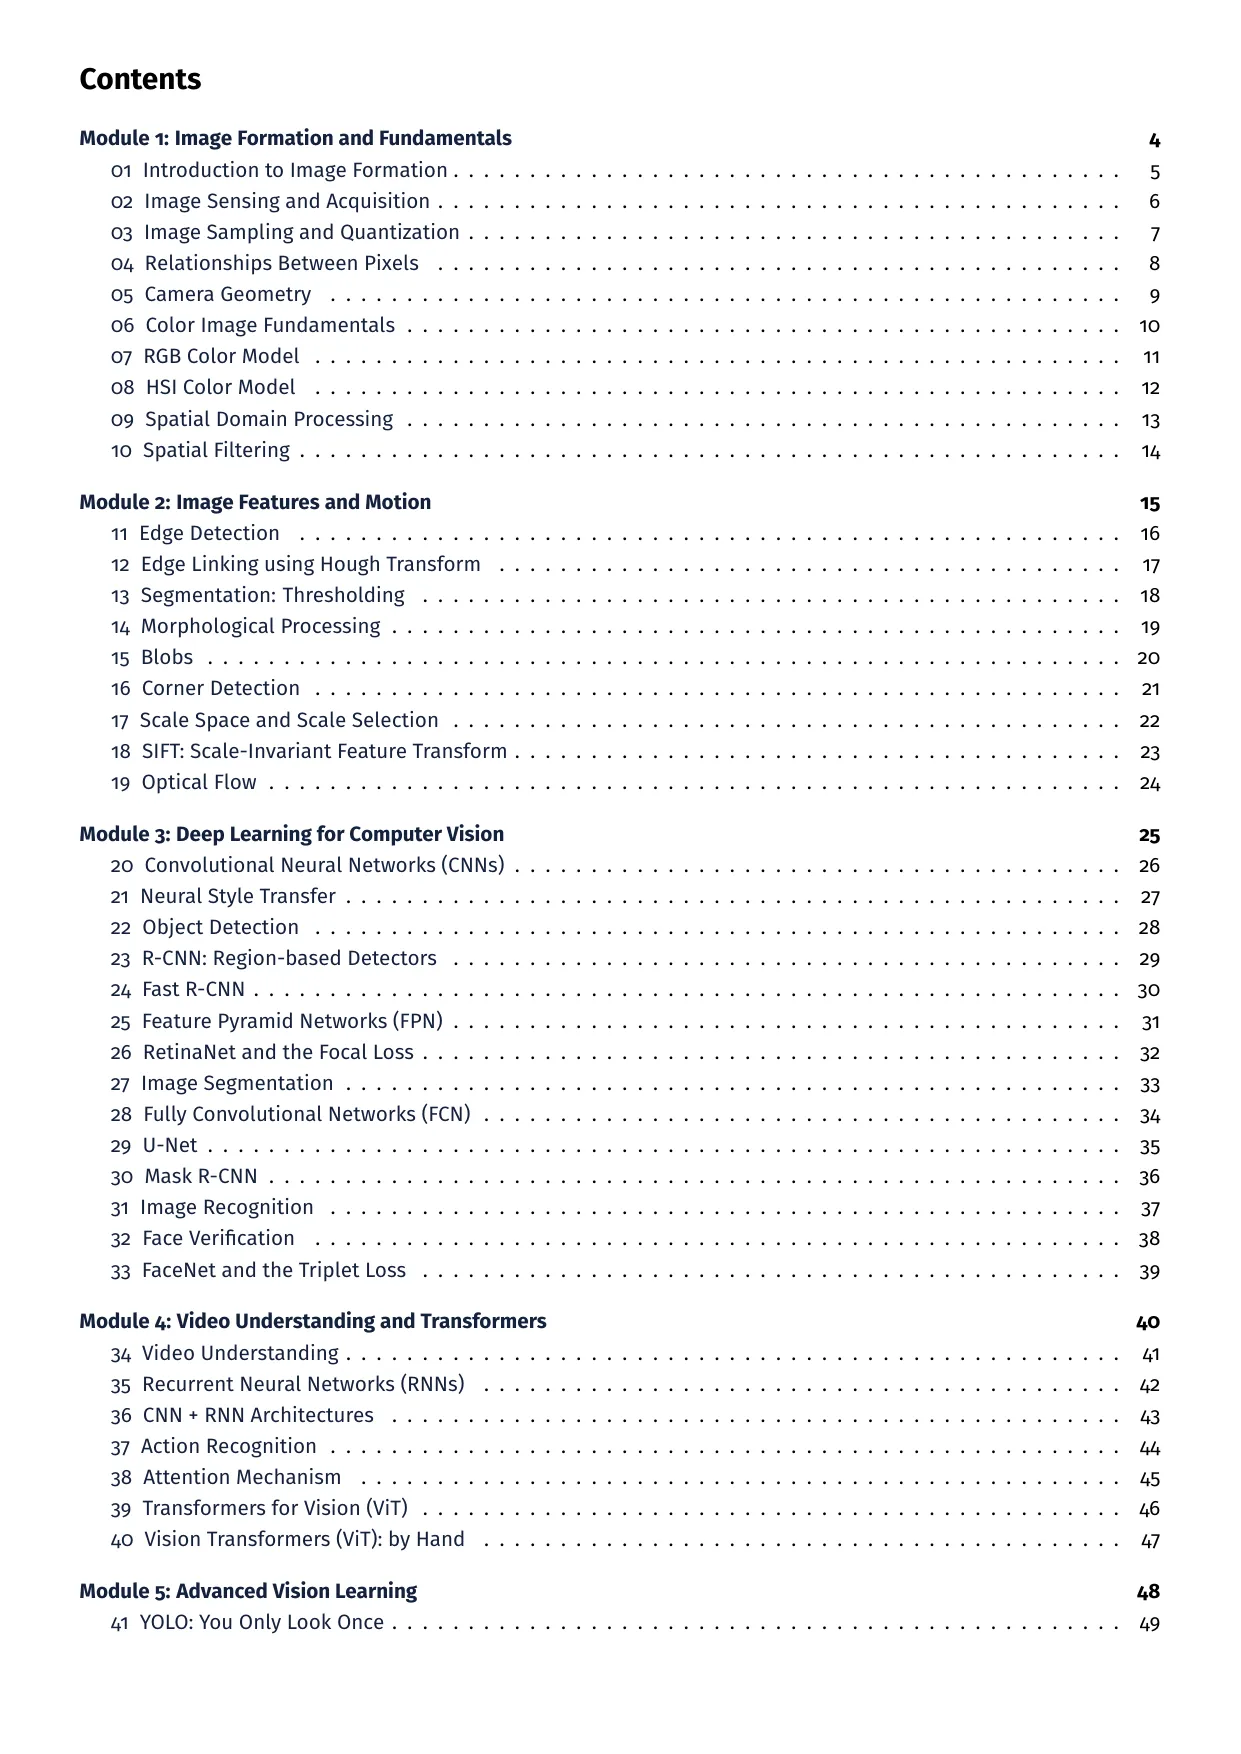 Contents
Module 1: Image Formation and Fundamentals 4
01 Introduction to Image Formation . . . . . . . . . . . . . . . . . . . . . . . . . . . . . . . . . . . . . . . . . . . . 5
02 Image Sensing and Acquisition . . . . . . . . . . . . . . . . . . . . . . . . . . . . . . . . . . . . . . . . . . . . . 6
03 Image Sampling and Quantization . . . . . . . . . . . . . . . . . . . . . . . . . . . . . . . . . . . . . . . . . . . 7
04 Relationships Between Pixels . . . . . . . . . . . . . . . . . . . . . . . . . . . . . . . . . . . . . . . . . . . . . 8
05 Camera Geometry . . . . . . . . . . . . . . . . . . . . . . . . . . . . . . . . . . . . . . . . . . . . . . . . . . . . 9
06 Color Image Fundamentals . . . . . . . . . . . . . . . . . . . . . . . . . . . . . . . . . . . . . . . . . . . . . . . 10
07 RGB Color Model . . . . . . . . . . . . . . . . . . . . . . . . . . . . . . . . . . . . . . . . . . . . . . . . . . . . . 11
08 HSI Color Model . . . . . . . . . . . . . . . . . . . . . . . . . . . . . . . . . . . . . . . . . . . . . . . . . . . . . 12
09 Spatial Domain Processing . . . . . . . . . . . . . . . . . . . . . . . . . . . . . . . . . . . . . . . . . . . . . . . 13
10 Spatial Filtering . . . . . . . . . . . . . . . . . . . . . . . . . . . . . . . . . . . . . . . . . . . . . . . . . . . . . . 14
Module 2: Image Features and Motion 15
11 Edge Detection . . . . . . . . . . . . . . . . . . . . . . . . . . . . . . . . . . . . . . . . . . . . . . . . . . . . . . 16
12 Edge Linking using Hough Transform . . . . . . . . . . . . . . . . . . . . . . . . . . . . . . . . . . . . . . . . . 17
13 Segmentation: Thresholding . . . . . . . . . . . . . . . . . . . . . . . . . . . . . . . . . . . . . . . . . . . . . . 18
14 Morphological Processing . . . . . . . . . . . . . . . . . . . . . . . . . . . . . . . . . . . . . . . . . . . . . . . . 19
15 Blobs . . . . . . . . . . . . . . . . . . . . . . . . . . . . . . . . . . . . . . . . . . . . . . . . . . . . . . . . . . . . 20
16 Corner Detection . . . . . . . . . . . . . . . . . . . . . . . . . . . . . . . . . . . . . . . . . . . . . . . . . . . . . 21
17 Scale Space and Scale Selection . . . . . . . . . . . . . . . . . . . . . . . . . . . . . . . . . . . . . . . . . . . . 22
18 SIFT: Scale-Invariant Feature Transform . . . . . . . . . . . . . . . . . . . . . . . . . . . . . . . . . . . . . . . . 23
19 Optical Flow . . . . . . . . . . . . . . . . . . . . . . . . . . . . . . . . . . . . . . . . . . . . . . . . . . . . . . . . 24
Module 3: Deep Learning for Computer Vision 25
20 Convolutional Neural Networks (CNNs) . . . . . . . . . . . . . . . . . . . . . . . . . . . . . . . . . . . . . . . . 26
21 Neural Style Transfer . . . . . . . . . . . . . . . . . . . . . . . . . . . . . . . . . . . . . . . . . . . . . . . . . . . 27
22 Object Detection . . . . . . . . . . . . . . . . . . . . . . . . . . . . . . . . . . . . . . . . . . . . . . . . . . . . . 28
23 R-CNN: Region-based Detectors . . . . . . . . . . . . . . . . . . . . . . . . . . . . . . . . . . . . . . . . . . . . 29
24 Fast R-CNN . . . . . . . . . . . . . . . . . . . . . . . . . . . . . . . . . . . . . . . . . . . . . . . . . . . . . . . . . 30
25 Feature Pyramid Networks (FPN) . . . . . . . . . . . . . . . . . . . . . . . . . . . . . . . . . . . . . . . . . . . . 31
26 RetinaNet and the Focal Loss . . . . . . . . . . . . . . . . . . . . . . . . . . . . . . . . . . . . . . . . . . . . . . 32
27 Image Segmentation . . . . . . . . . . . . . . . . . . . . . . . . . . . . . . . . . . . . . . . . . . . . . . . . . . . 33
28 Fully Convolutional Networks (FCN) . . . . . . . . . . . . . . . . . . . . . . . . . . . . . . . . . . . . . . . . . . 34
29 U-Net . . . . . . . . . . . . . . . . . . . . . . . . . . . . . . . . . . . . . . . . . . . . . . . . . . . . . . . . . . . . 35
30 Mask R-CNN . . . . . . . . . . . . . . . . . . . . . . . . . . . . . . . . . . . . . . . . . . . . . . . . . . . . . . . . 36
31 Image Recognition . . . . . . . . . . . . . . . . . . . . . . . . . . . . . . . . . . . . . . . . . . . . . . . . . . . . 37
32 Face Verification . . . . . . . . . . . . . . . . . . . . . . . . . . . . . . . . . . . . . . . . . . . . . . . . . . . . . 38
33 FaceNet and the Triplet Loss . . . . . . . . . . . . . . . . . . . . . . . . . . . . . . . . . . . . . . . . . . . . . . 39
Module 4: Video Understanding and Transformers 40
34 Video Understanding . . . . . . . . . . . . . . . . . . . . . . . . . . . . . . . . . . . . . . . . . . . . . . . . . . . 41
35 Recurrent Neural Networks (RNNs) . . . . . . . . . . . . . . . . . . . . . . . . . . . . . . . . . . . . . . . . . . 42
36 CNN + RNN Architectures . . . . . . . . . . . . . . . . . . . . . . . . . . . . . . . . . . . . . . . . . . . . . . . . 43
37 Action Recognition . . . . . . . . . . . . . . . . . . . . . . . . . . . . . . . . . . . . . . . . . . . . . . . . . . . . 44
38 Attention Mechanism . . . . . . . . . . . . . . . . . . . . . . . . . . . . . . . . . . . . . . . . . . . . . . . . . . 45
39 Transformers for Vision (ViT) . . . . . . . . . . . . . . . . . . . . . . . . . . . . . . . . . . . . . . . . . . . . . . 46
40 Vision Transformers (ViT): by Hand . . . . . . . . . . . . . . . . . . . . . . . . . . . . . . . . . . . . . . . . . . 47
Module 5: Advanced Vision Learning 48
41 YOLO: You Only Look Once . . . . . . . . . . . . . . . . . . . . . . . . . . . . . . . . . . . . . . . . . . . . . . . . 49